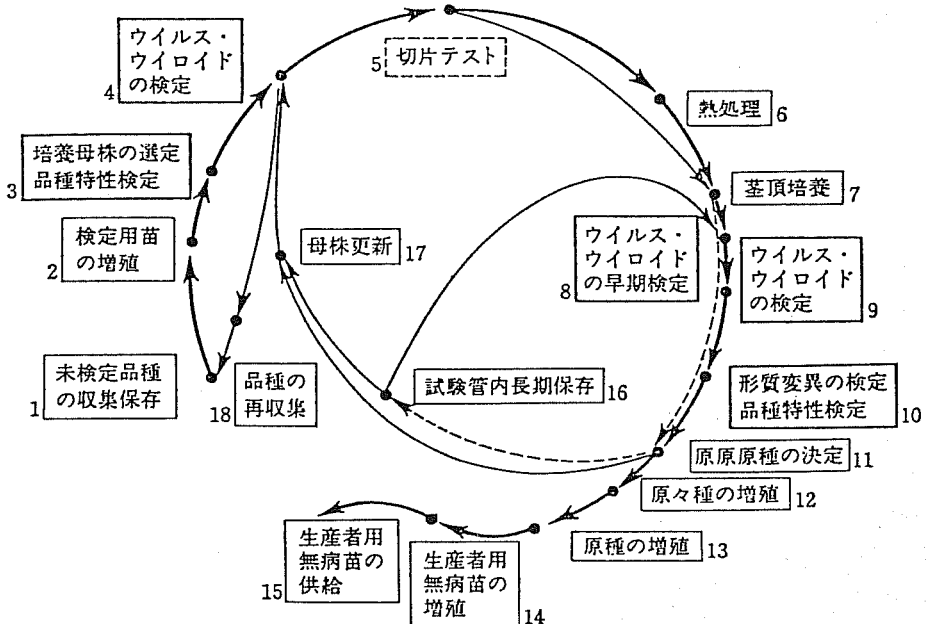 1
未検定品種
の収集保存
2
検定用苗
の増殖
3
培養母株の選定
品種特性検定
4
ウイルス・
ウイロイド
の検定
5
切片テスト
6
熱処理
7
茎頂培養
8
ウイルス・
ウイロイド
の早期検定
9
ウイルス・
ウイロイド
の検定
10
形質変異の検定
品種特性検定
11
原原原種の決定
12
原々種の増殖
13
原種の増殖
14
生産者用
無病苗の
増殖
15
生産者用
無病苗の
供給
16
試験管内長期保存
17
母株更新
18
品種の
再収集